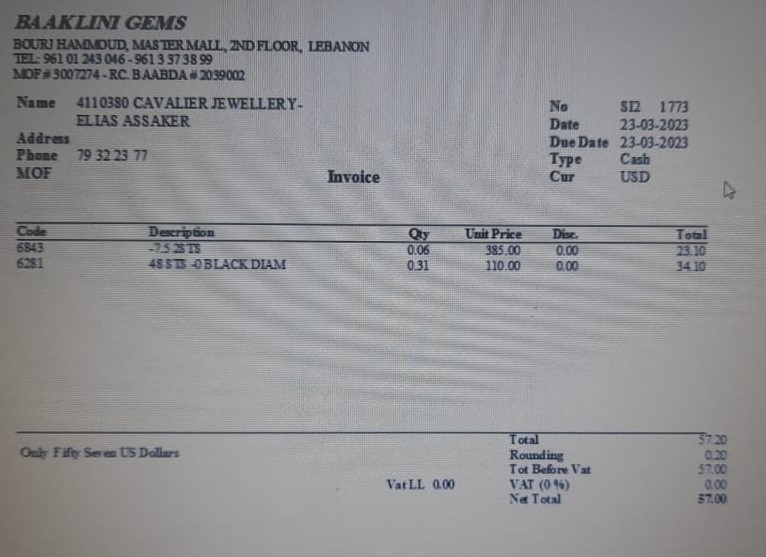 BAAKLINI GEMS
BOURJ HAMMOUD, MASTER MALL, 2ND FLOOR, LEBANON
TEL: 961 01 243 046 - 961 3 37 38 99
MOF# 3007274 - RC. BAABDA # 2039002
Name 4110380 CAVALIER JEWELLERY- No SI2 1773
ELIAS ASSAKER Date 23-03-2023
Address Due Date 23-03-2023
Phone 79 32 23 77 Type Cash
MOF Invoice Cur USD
Code Description Qty Unit Price Disc. Total
6843 -7.5 2STS 0.06 385.00 0.00 23.10
6281 48STS -0 BLACK DIAM 0.31 110.00 0.00 34.10
Total 57.20
Only Fifty Seven US Dollars Rounding 0.20
Tot Before Vat 57.00
Vat LL 0.00 VAT (0 %) 0.00
Net Total 57.00